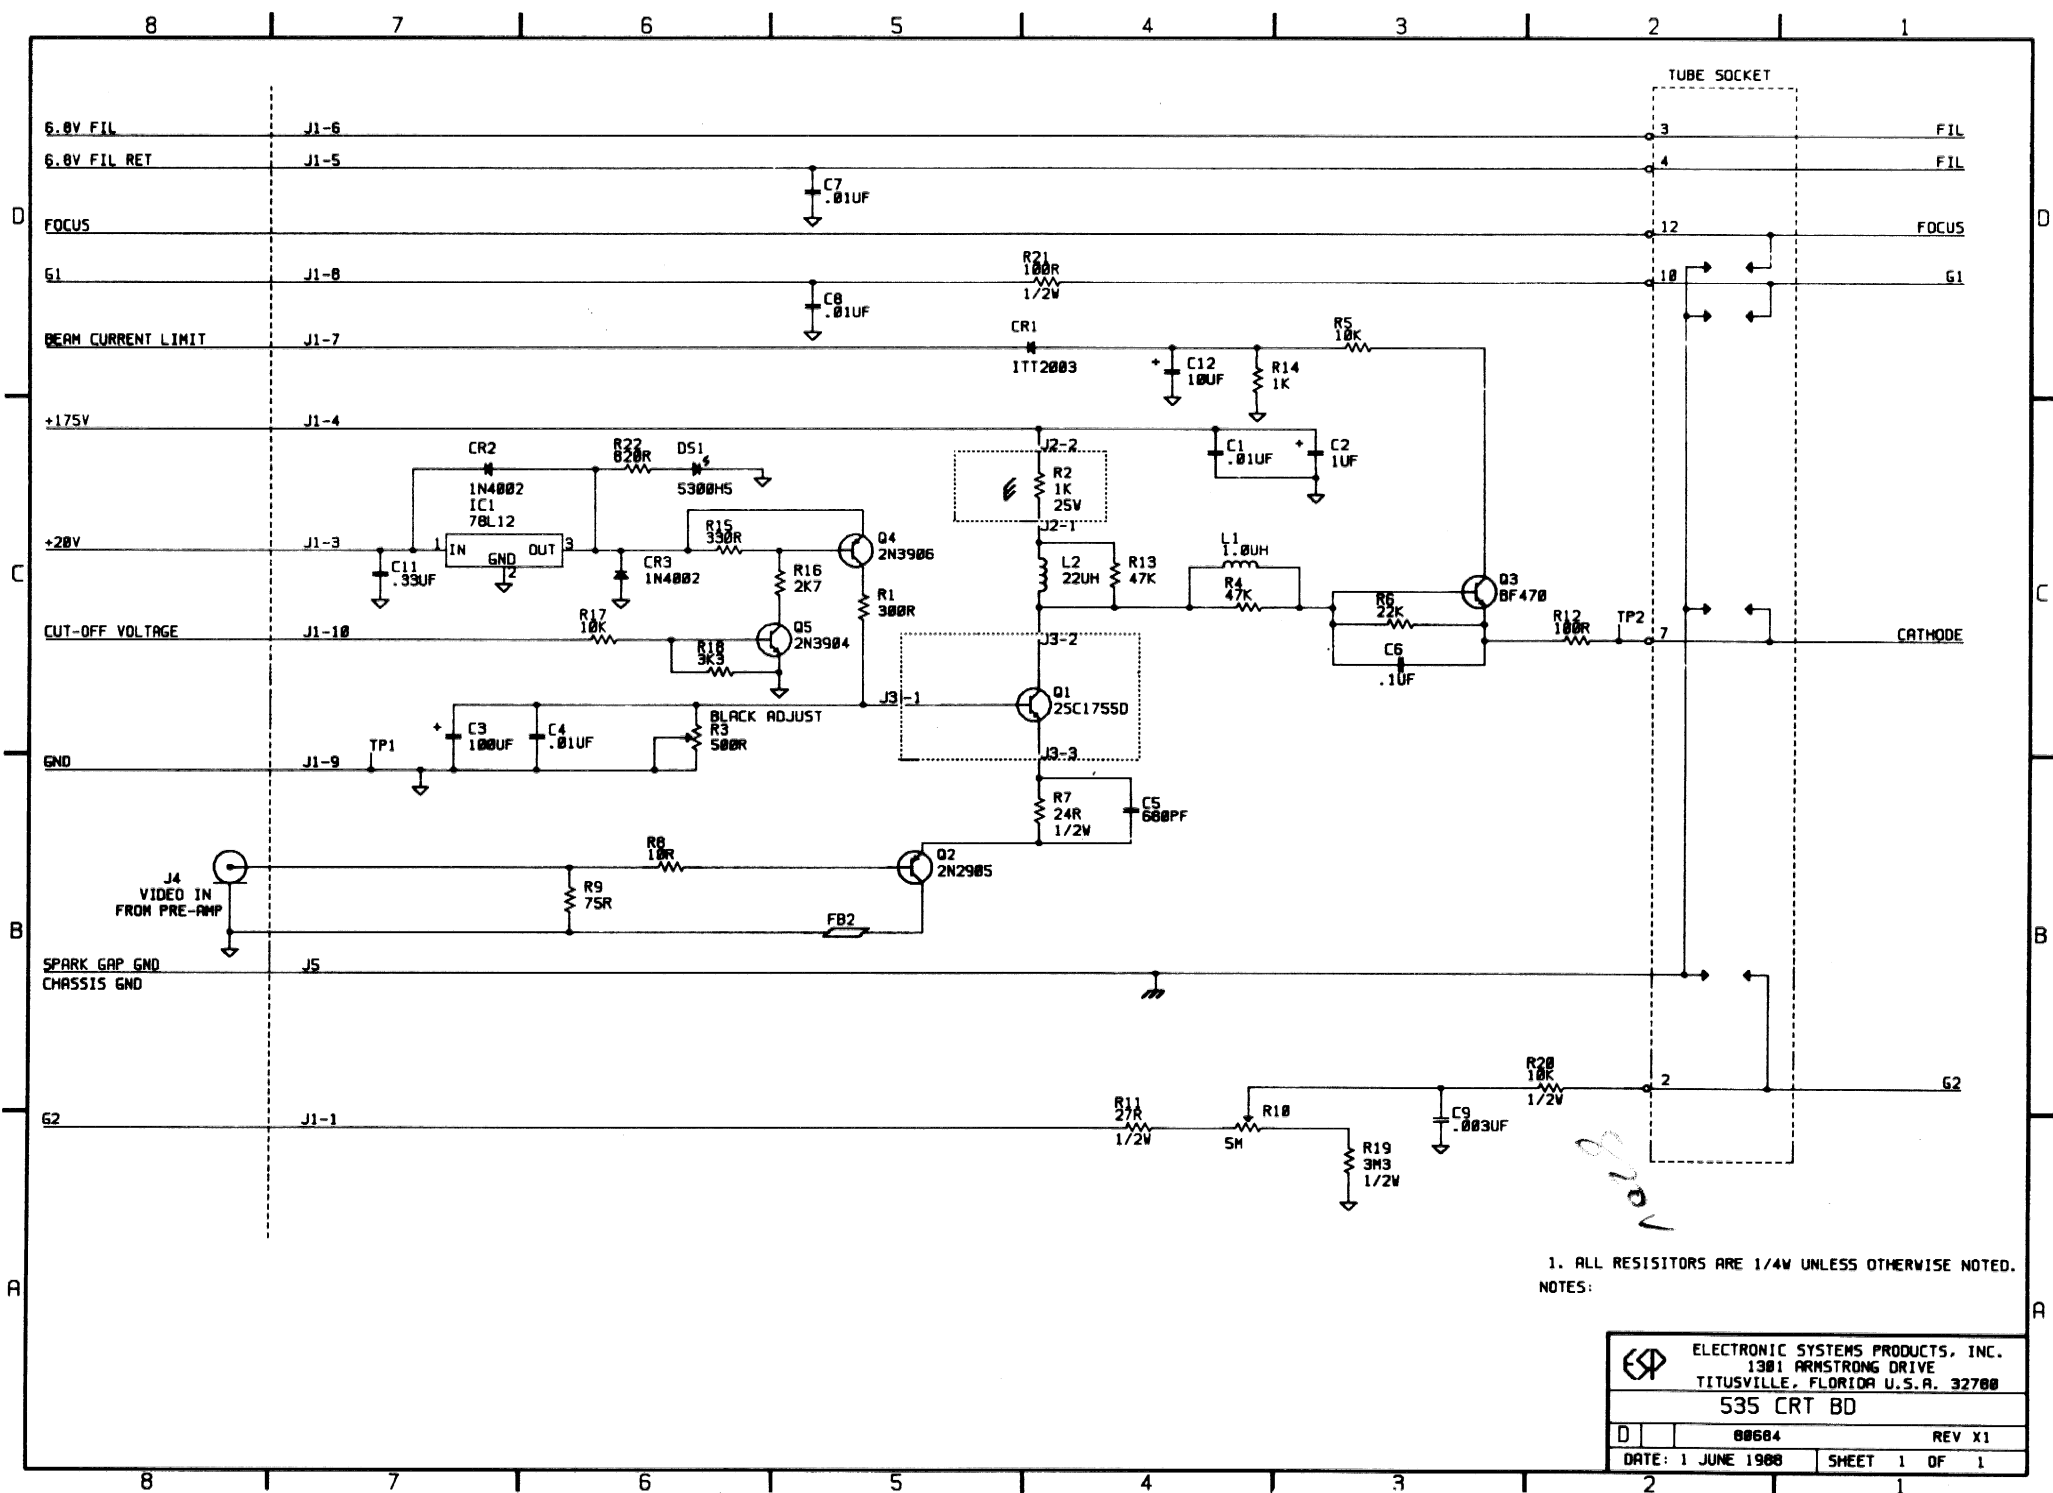 8 7 6 5 4 3 2 1
TUBE SOCKET
6.8V FIL J1-6 3 FIL
6.8V FIL RET J1-5 4 FIL
C7
.01UF
D D
FOCUS 12 FOCUS
G1 J1-8 R21
100R
1/2W
10 G1
C8
.01UF
BEAM CURRENT LIMIT J1-7 CR1
ITT2003
+ C12
10UF
R14
1K
R5
10K
+175V J1-4
J2-2
R2
1K
25W
J2-1
C1
.01UF
+ C2
1UF
CR2
1N4002
R22
820R
DS1
5300H5
IC1
78L12
+20V J1-3 1 IN OUT 3
GND
2
C11
.33UF
CR3
1N4002
R15
330R
Q4
2N3906
R16
2K7
R1
300R
L2
22UH
R13
47K
L1
1.0UH
R4
47K
Q3
BF470
R6
22K
C6
.1UF
R12
100R
TP2
7 CATHODE
C C
CUT-OFF VOLTAGE J1-10 R17
10K
Q5
2N3904
R18
3K3
J3-2
J3-1
Q1
2SC1755D
J3-3
+ C3
100UF
C4
.01UF
BLACK ADJUST
R3
500R
TP1
GND J1-9
R7
24R
1/2W
C5
680PF
R8
10R
Q2
2N2905
J4
VIDEO IN
FROM PRE-AMP
R9
75R
FB2
B B
SPARK GAP GND J5
CHASSIS GND
R20
10K
1/2W
2 G2
C9
.003UF
G2 J1-1 R11
27R
1/2W
R10
5M
R19
3M3
1/2W
1. ALL RESISITORS ARE 1/4W UNLESS OTHERWISE NOTED.
NOTES:
A A
ESP
ELECTRONIC SYSTEMS PRODUCTS, INC.
1301 ARMSTRONG DRIVE
TITUSVILLE, FLORIDA U.S.A. 32780
535 CRT BD
D 80684 REV X1
DATE: 1 JUNE 1988 SHEET 1 OF 1
8 7 6 5 4 3 2 1